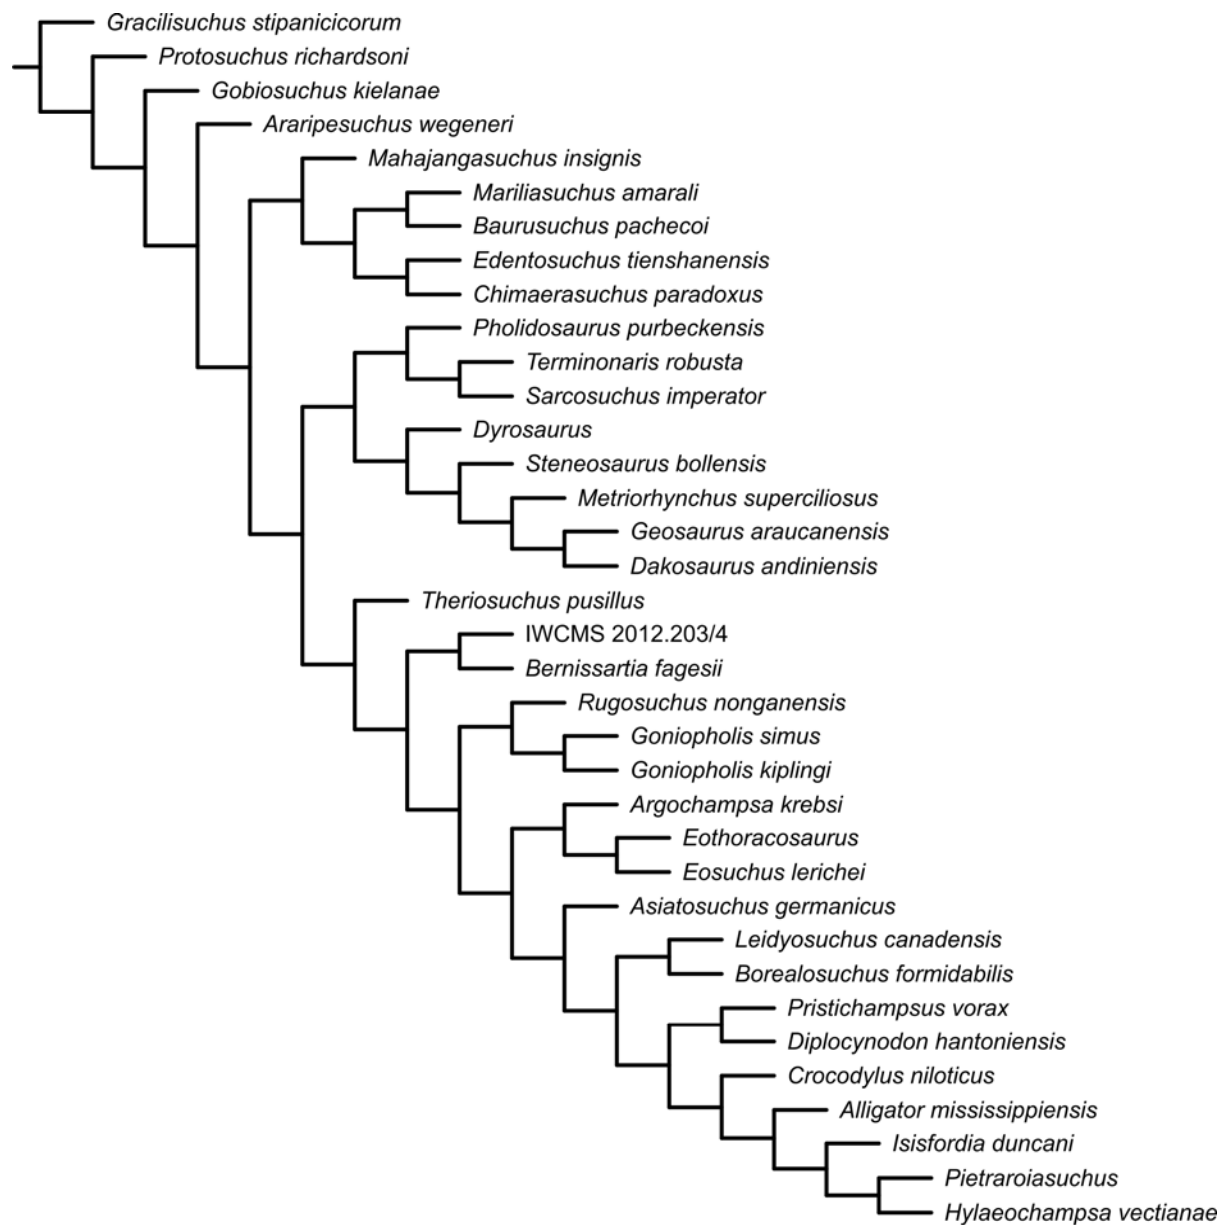 Gracilisuchus stipanicicorum
Protosuchus richardsoni
Gobiosuchus kielanae
Araripesuchus wegeneri
Mahajangasuchus insignis
Mariliasuchus amarali
Baurusuchus pachecoi
Edentosuchus tienshanensis
Chimaerasuchus paradoxus
Pholidosaurus purbeckensis
Terminonaris robusta
Sarcosuchus imperator
Dyrosaurus
Steneosaurus bollensis
Metriorhynchus superciliosus
Geosaurus araucanensis
Dakosaurus andiniensis
Theriosuchus pusillus
IWCMS 2012.203/4
Bernissartia fagesii
Rugosuchus nonganensis
Goniopholis simus
Goniopholis kiplingi
Argochampsa krebsi
Eothoracosaurus
Eosuchus lerichei
Asiatosuchus germanicus
Leidyosuchus canadensis
Borealosuchus formidabilis
Pristichampsus vorax
Diplocynodon hantoniensis
Crocodylus niloticus
Alligator mississippiensis
Isisfordia duncani
Pietraroiasuchus
Hylaeochampsa vectianae